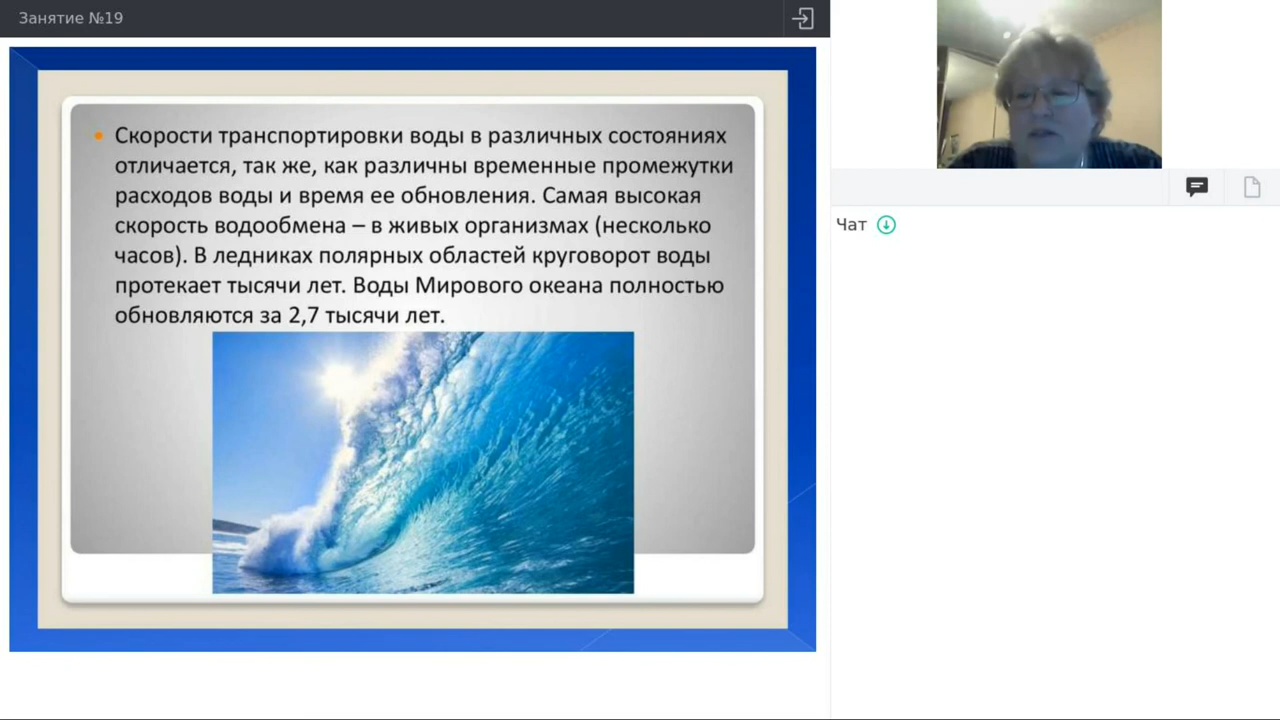 Занятие №19
Скорости транспортировки воды в различных состояниях
отличается, так же, как различны временные промежутки
расходов воды и время ее обновления. Самая высокая
скорость водообмена – в живых организмах (несколько
часов). В ледниках полярных областей круговорот воды
протекает тысячи лет. Воды Мирового океана полностью
обновляются за 2,7 тысячи лет.
Чат